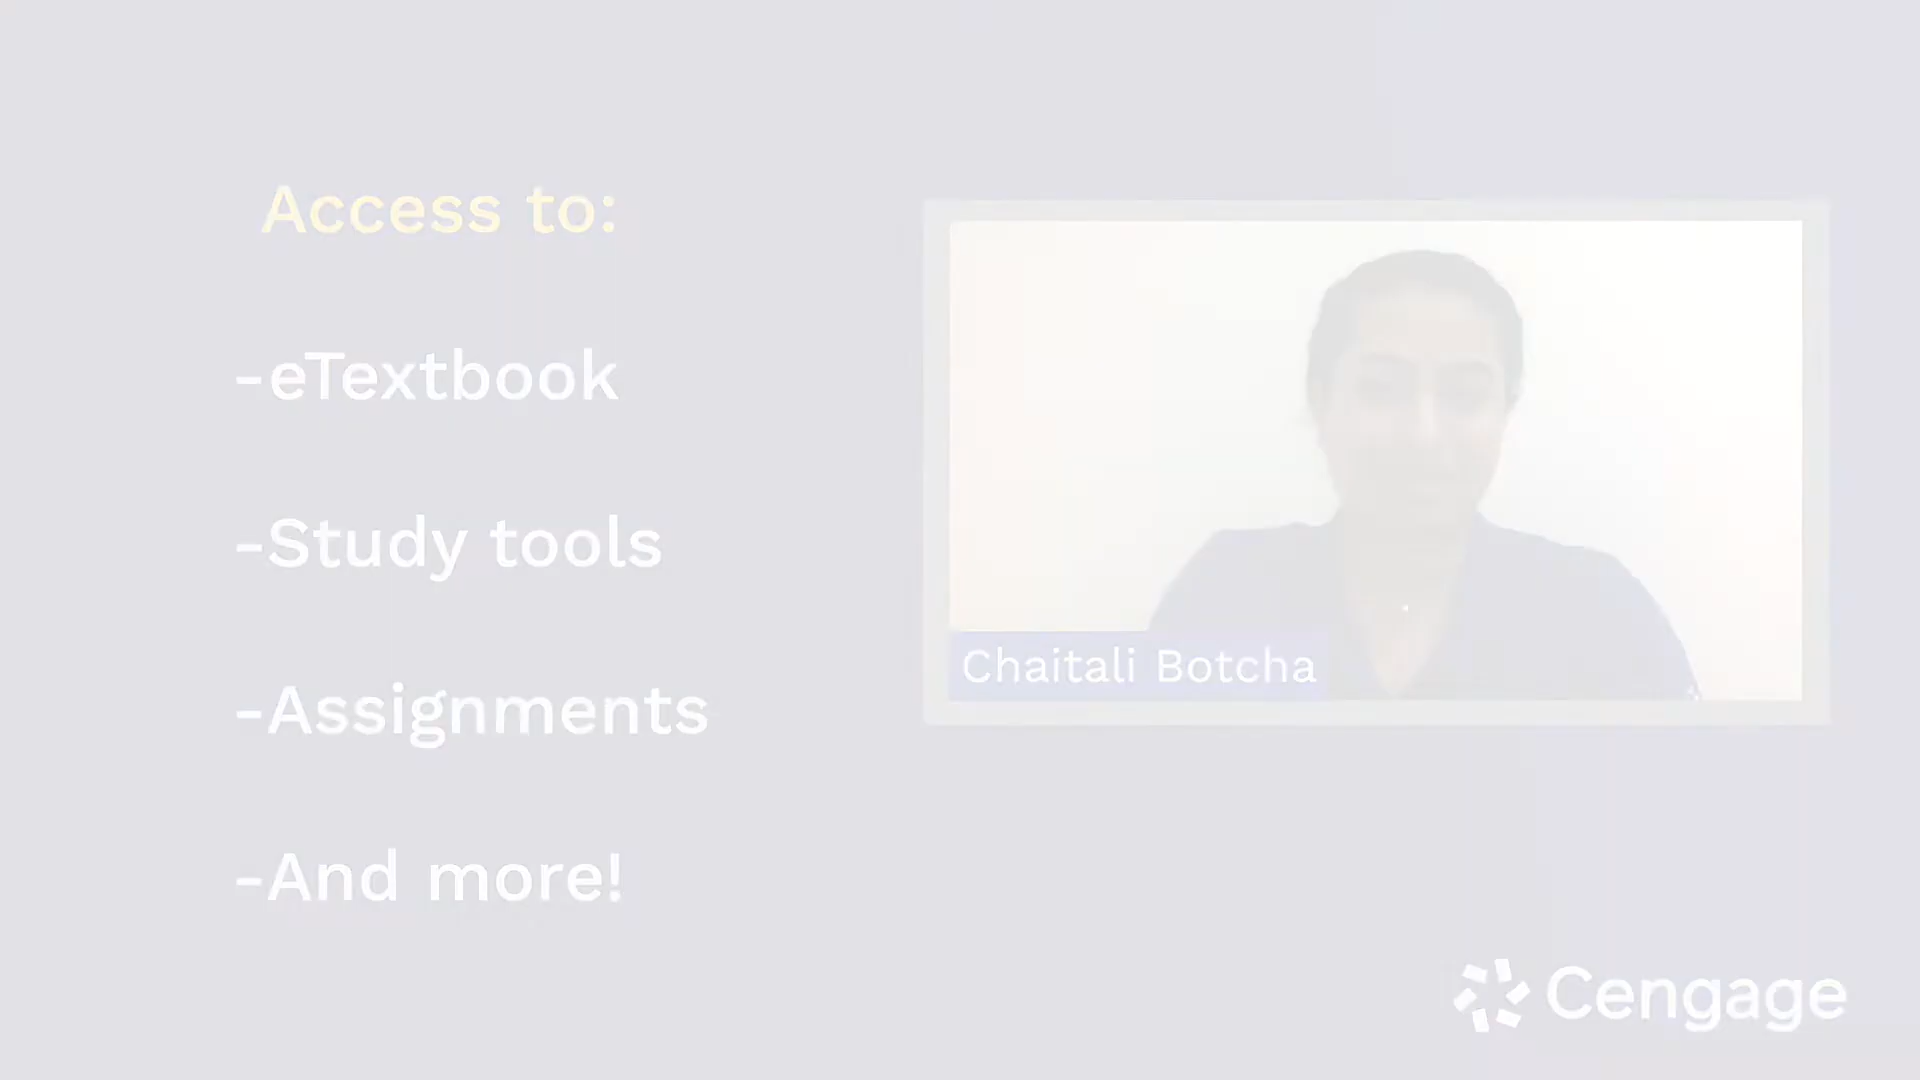 Access to:
-eTextbook
-Study tools
-Assignments
-And more!
Chaitali Botcha
Cengage